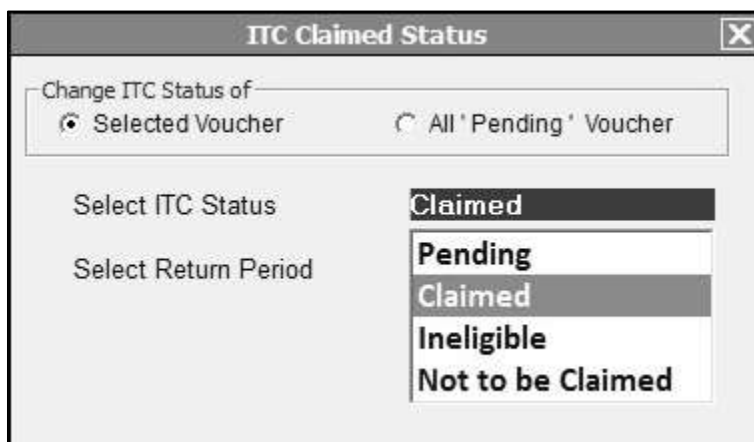 ITC Claimed Status
Change ITC Status of
Selected Voucher All ' Pending ' Voucher
Select ITC Status Claimed
Pending
Select Return Period
Claimed
Ineligible
Not to be Claimed